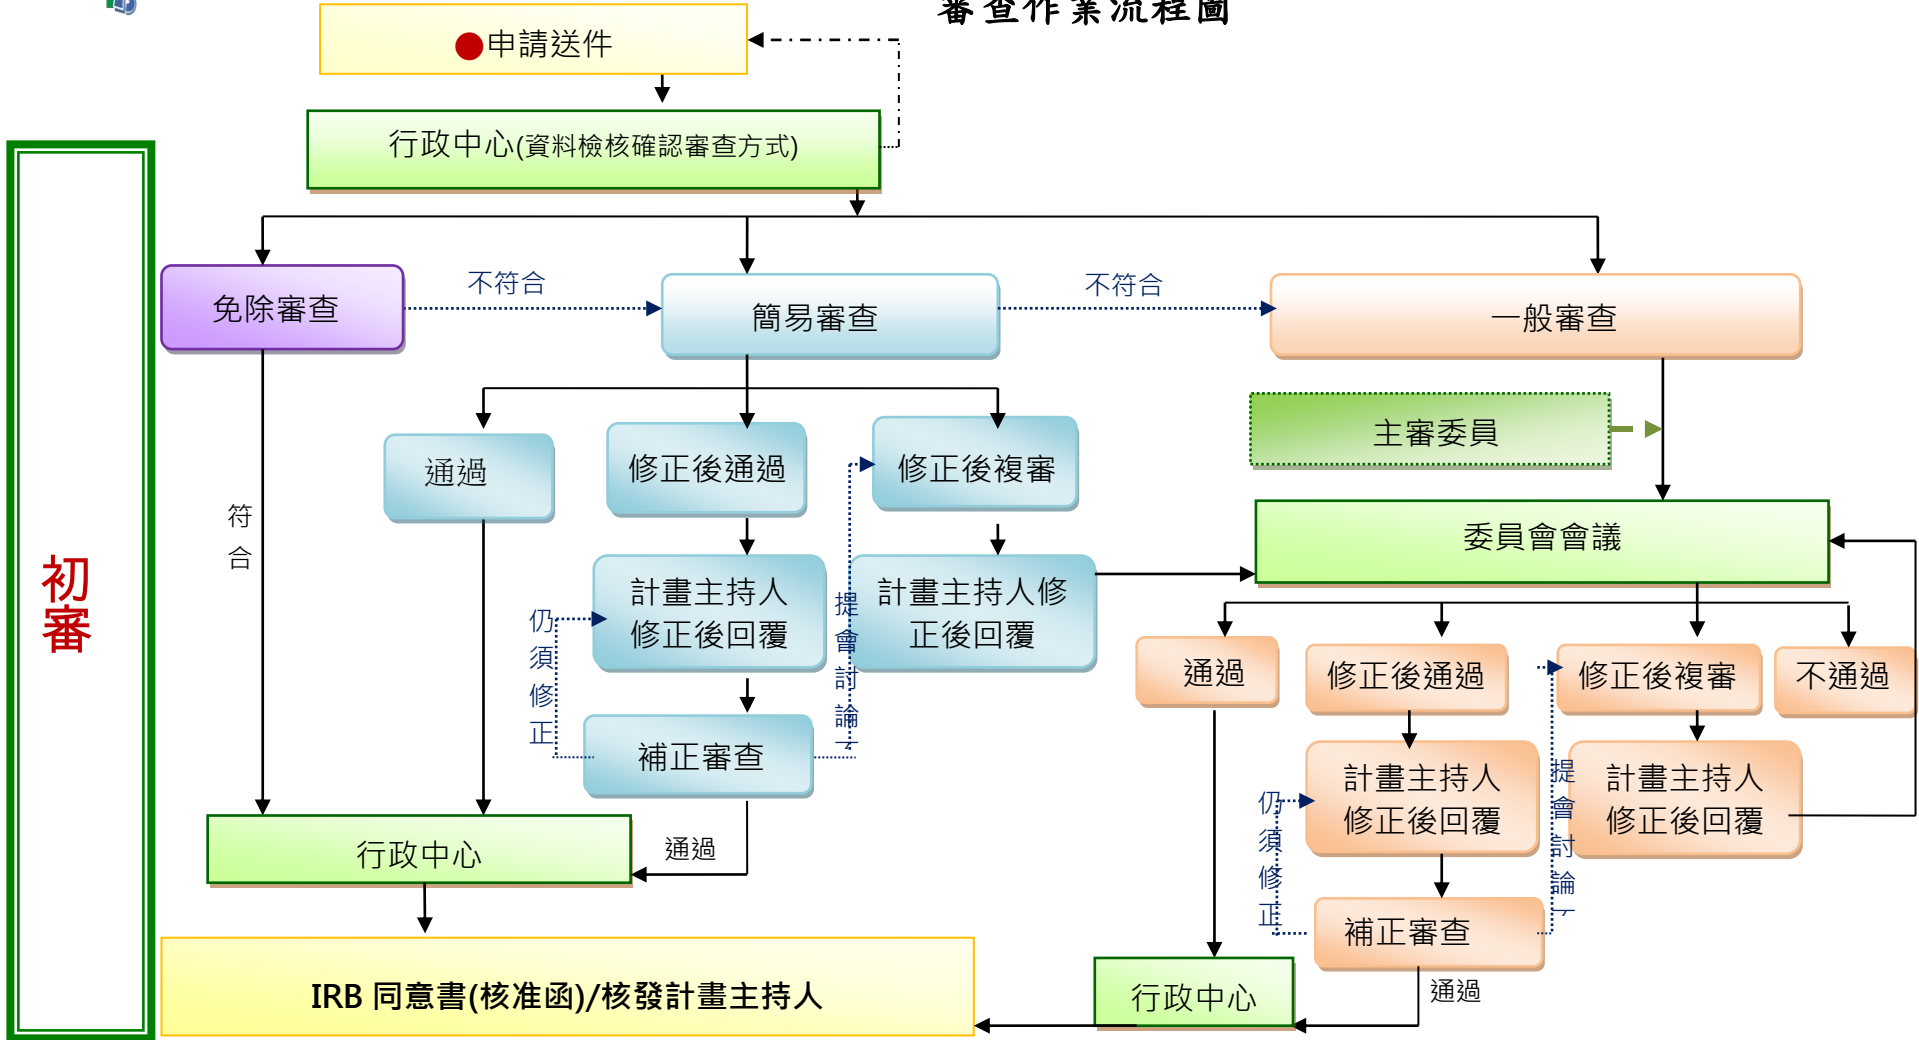 審查作業流程圖
申請送件
行政中心(資料檢核確認審查方式)
免除審查
不符合
簡易審查
不符合
一般審查
主審委員
通過
修正後通過
修正後複審
符
合
委員會會議
初
審
計畫主持人
修正後回覆
計畫主持人修
正後回覆
仍
須
修
正
提
會
討
論
補正審查
通過
修正後通過
修正後複審
不通過
計畫主持人
修正後回覆
計畫主持人
修正後回覆
仍
須
修
正
提
會
討
論
行政中心
通過
補正審查
通過
行政中心
IRB 同意書(核准函)/核發計畫主持人